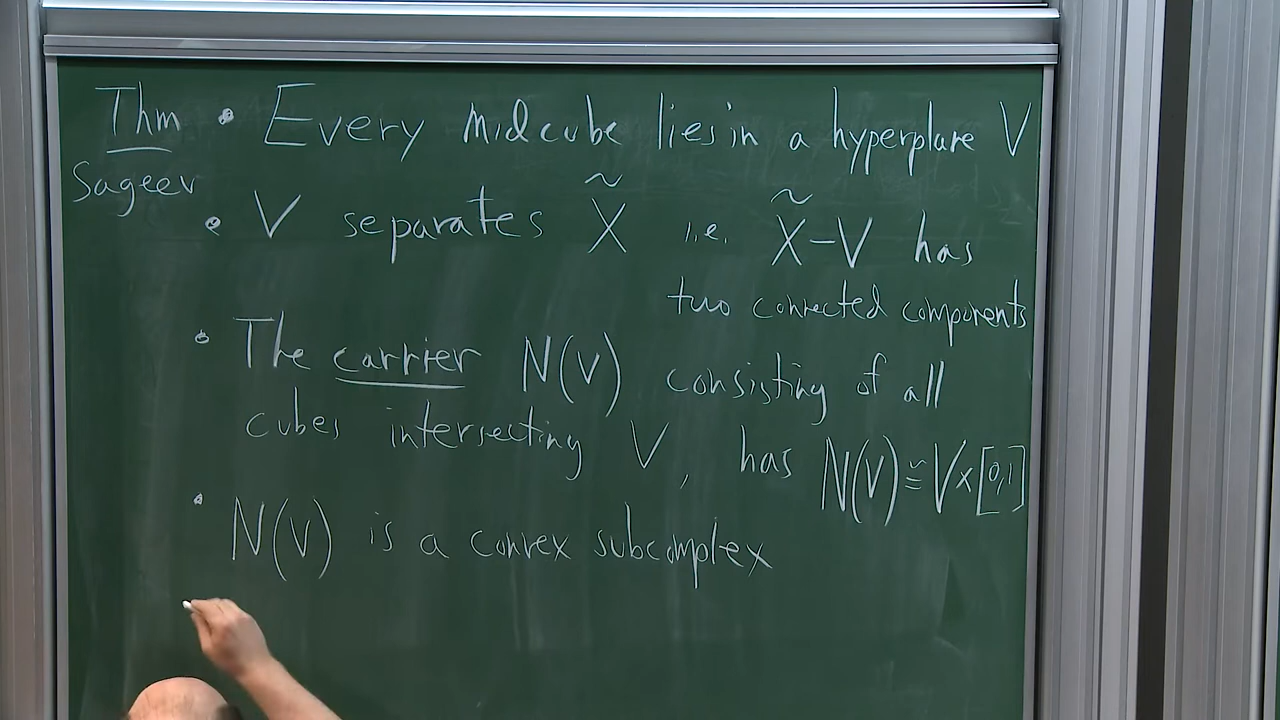 Thm • Every midcube lies in a hyperplane V
Sageev
• V separates X̃ i.e. X̃-V has
two connected components
• The carrier N(V) consisting of all
cubes intersecting V, has N(V) ≅ V×[0,1]
• N(V) is a convex subcomplex